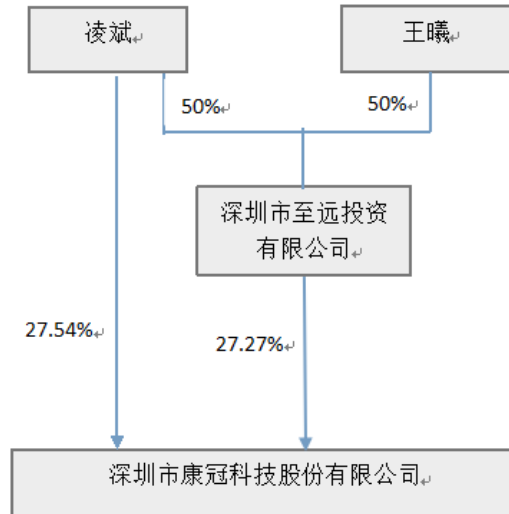 凌斌
王曦
50%
50%
深圳市至远投资
有限公司
27.54%
27.27%
深圳市康冠科技股份有限公司